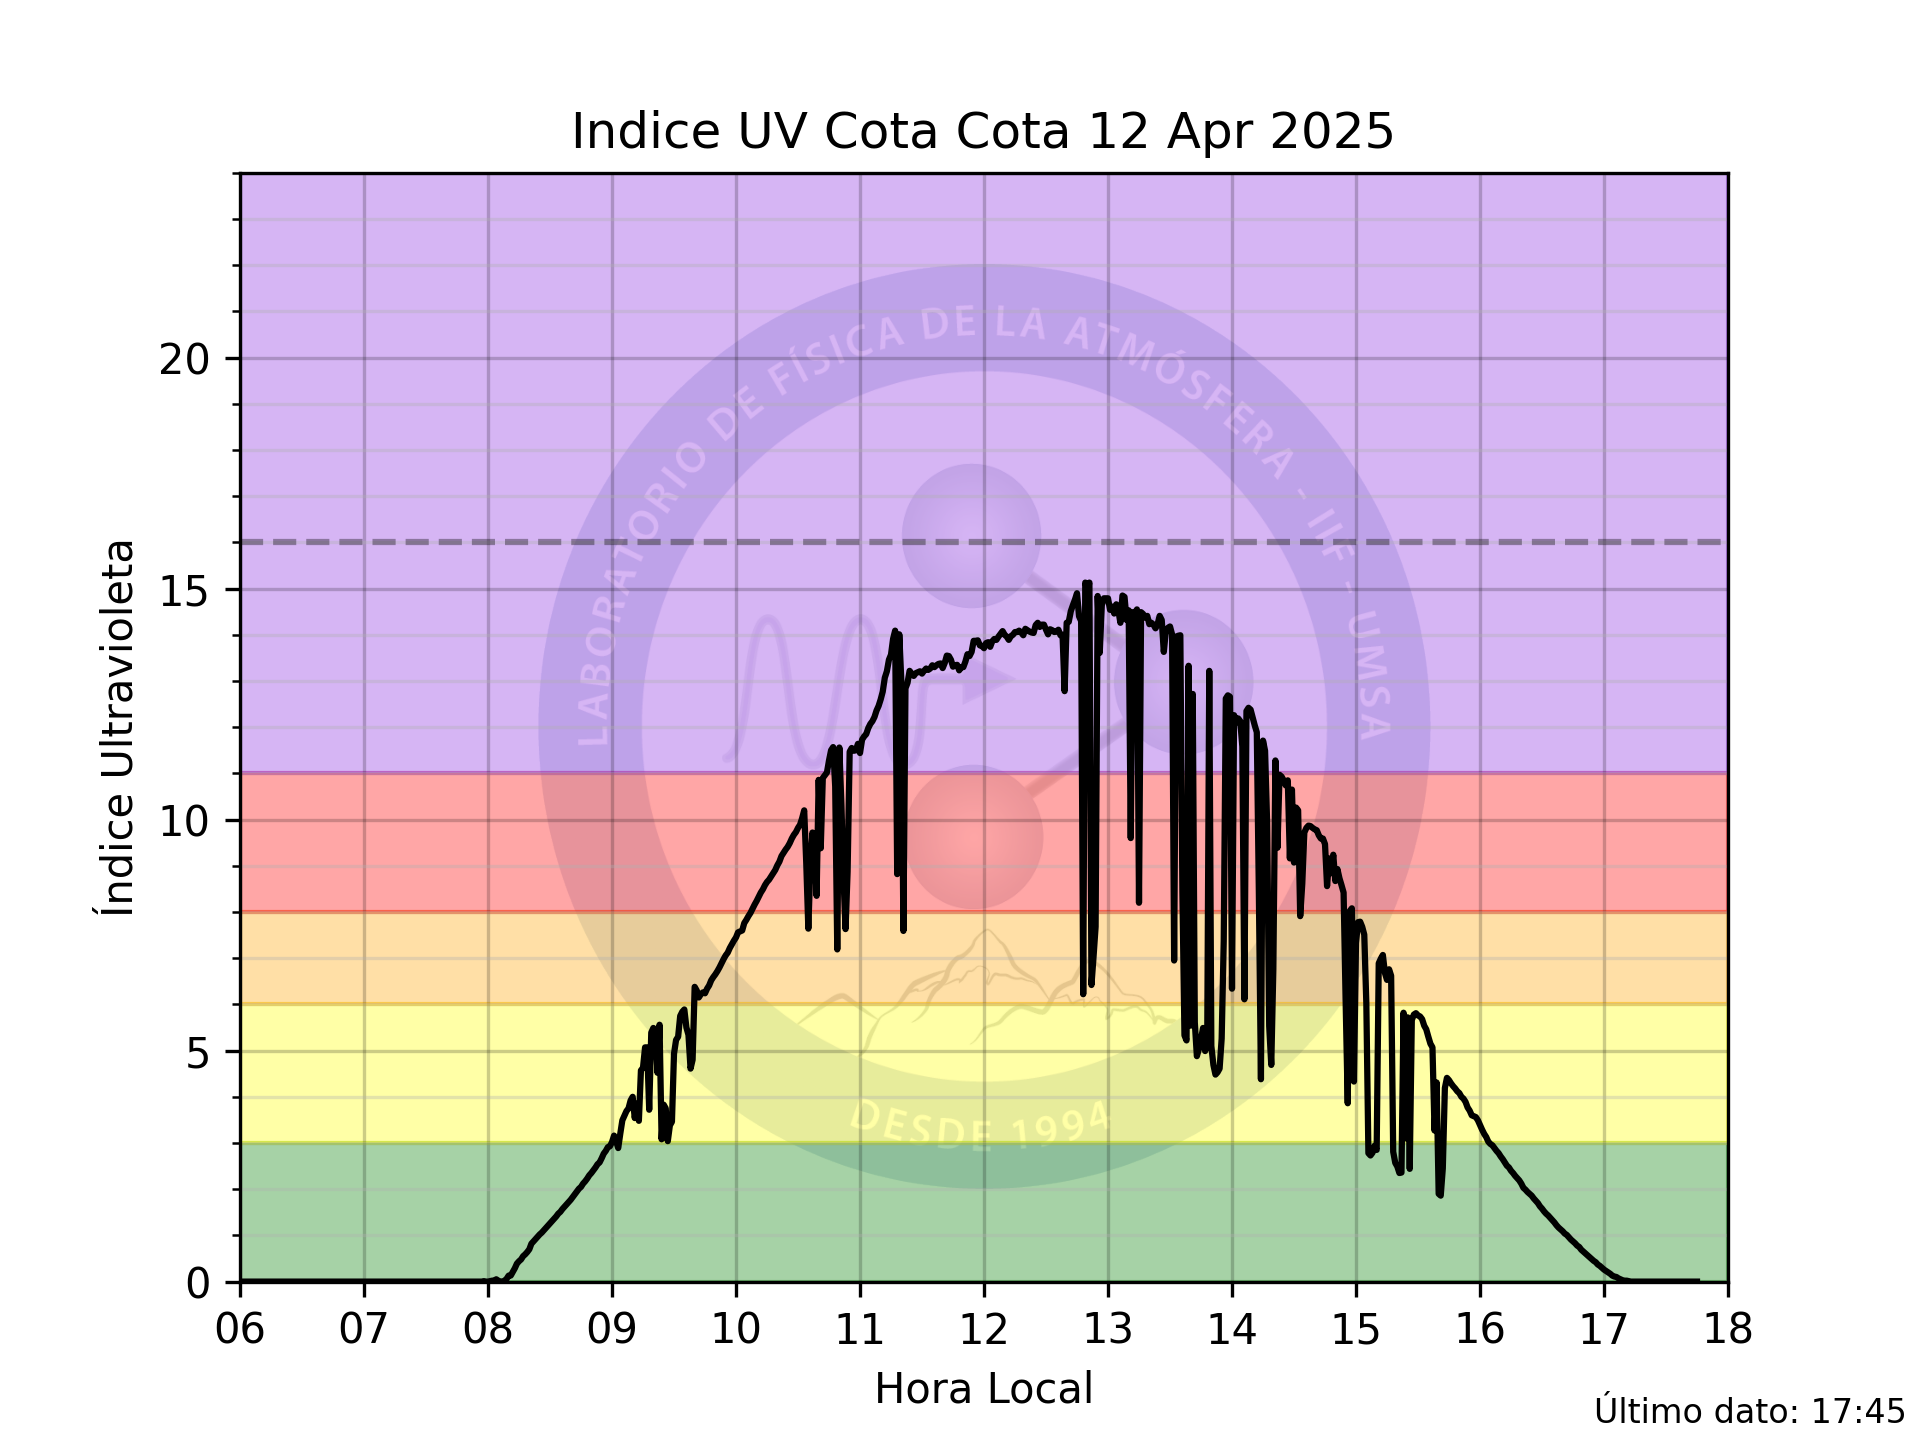 Indice UV Cota Cota 12 Apr 2025
LABORATORIO DE FÍSICA DE LA ATMÓSFERA - IIF - UMSA
DESDE 1994
Índice Ultravioleta
20
15
10
5
0
06 07 08 09 10 11 12 13 14 15 16 17 18
Hora Local
Último dato: 17:45